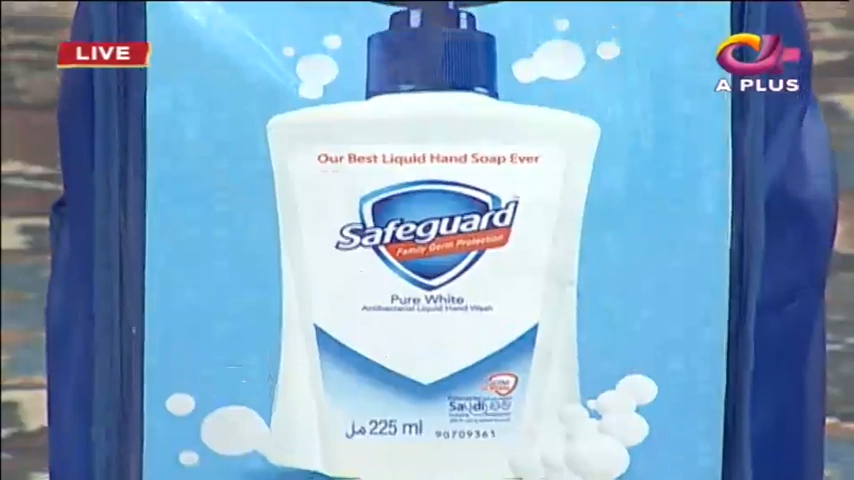 LIVE
A PLUS
Our Best Liquid Hand Soap Ever
Safeguard
Family Germ Protection
Pure White
Antibacterial Liquid Hand Wash
225 ml مل
90709361